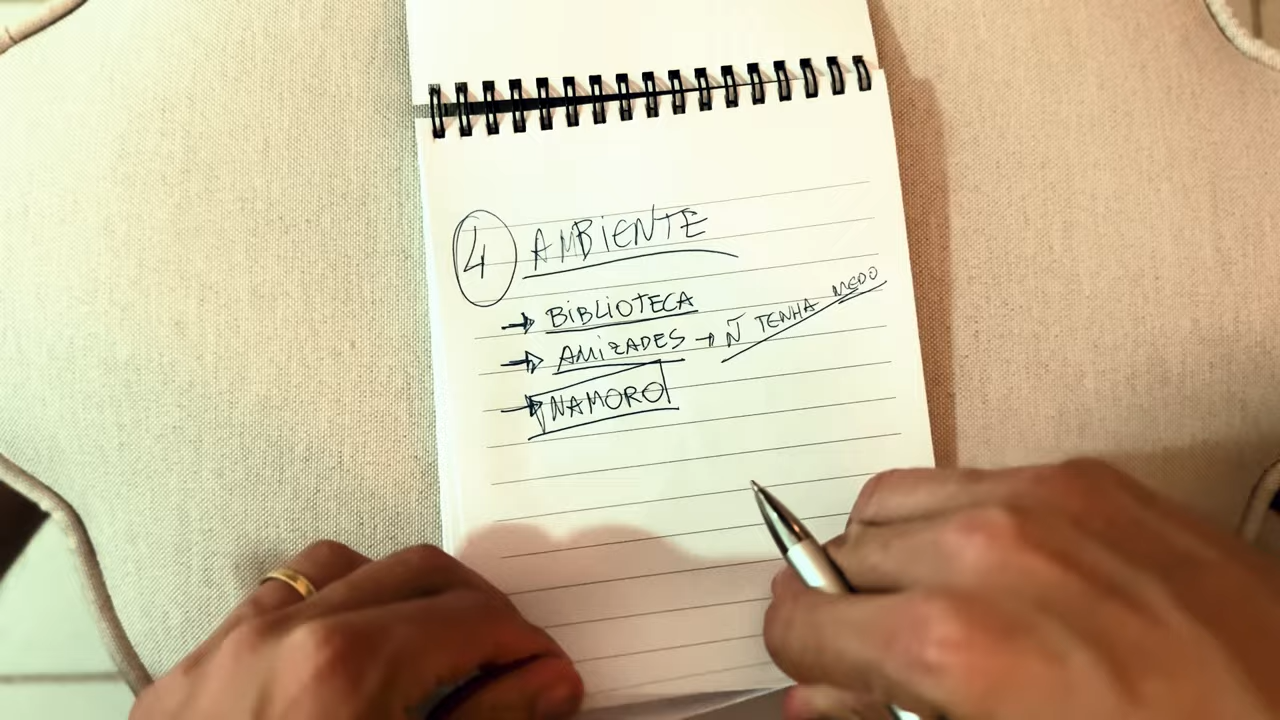 4 AMBIENTE
→ BIBLIOTECA
→ AMIZADES → Ñ TENHA MEDO
→ NAMORO